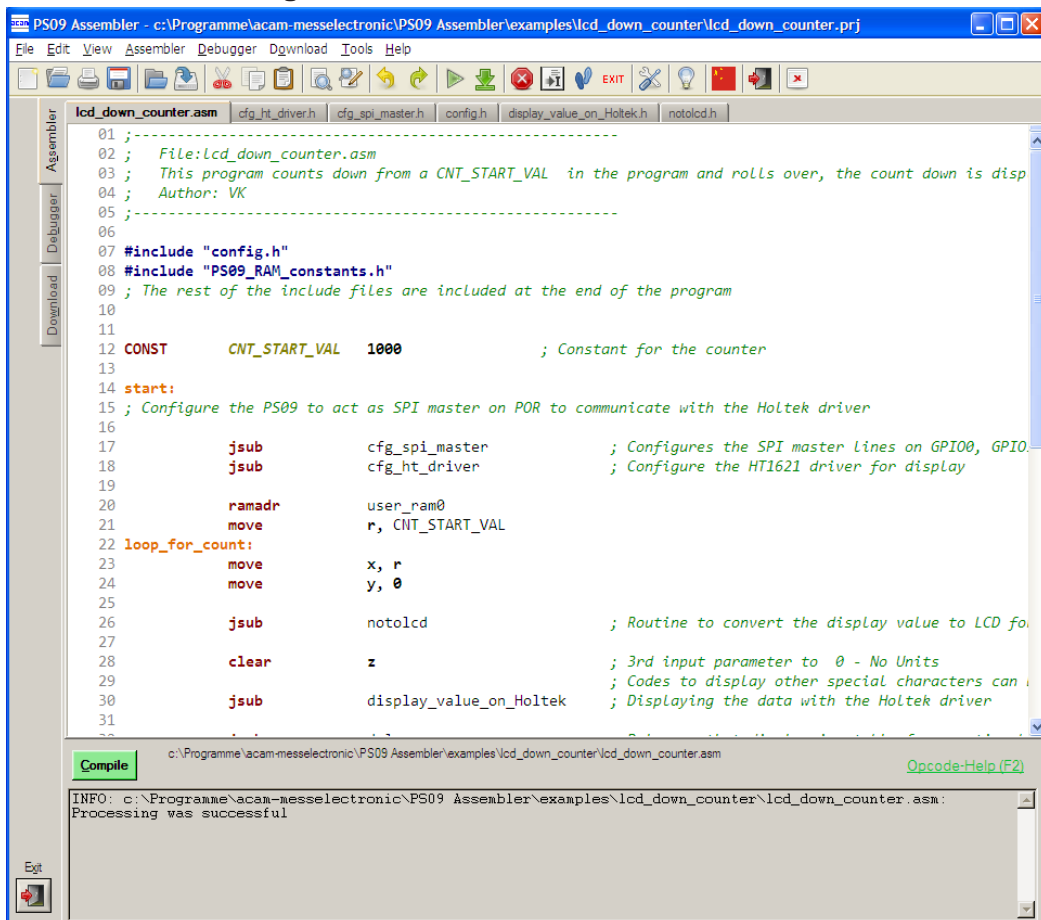 acam PS09 Assembler - c:\Programme\acam-messelectronic\PS09 Assembler\examples\lcd_down_counter\lcd_down_counter.prj
File Edit View Assembler Debugger Download Tools Help
EXIT
Assembler
Debugger
Download
lcd_down_counter.asm cfg_ht_driver.h cfg_spi_master.h config.h display_value_on_Holtek.h notolcd.h
01 ;-----------------------------------------------------
02 ;   File:lcd_down_counter.asm
03 ;   This program counts down from a CNT_START_VAL  in the program and rolls over, the count down is disp
04 ;   Author: VK
05 ;-----------------------------------------------------
06
07 #include "config.h"
08 #include "PS09_RAM_constants.h"
09 ; The rest of the include files are included at the end of the program
10
11
12 CONST CNT_START_VAL 1000 ; Constant for the counter
13
14 start:
15 ; Configure the PS09 to act as SPI master on POR to communicate with the Holtek driver
16
17 jsub cfg_spi_master ; Configures the SPI master lines on GPIO0, GPIO
18 jsub cfg_ht_driver ; Configure the HT1621 driver for display
19
20 ramadr user_ram0
21 move r, CNT_START_VAL
22 loop_for_count:
23 move x, r
24 move y, 0
25
26 jsub notolcd ; Routine to convert the display value to LCD fo
27
28 clear z ; 3rd input parameter to  0 - No Units
29 ; Codes to display other special characters can
30 jsub display_value_on_Holtek ; Displaying the data with the Holtek driver
31
Compile
c:\Programme\acam-messelectronic\PS09 Assembler\examples\lcd_down_counter\lcd_down_counter.asm
Opcode-Help (F2)
INFO: c:\Programme\acam-messelectronic\PS09 Assembler\examples\lcd_down_counter\lcd_down_counter.asm:
Processing was successful
Exit